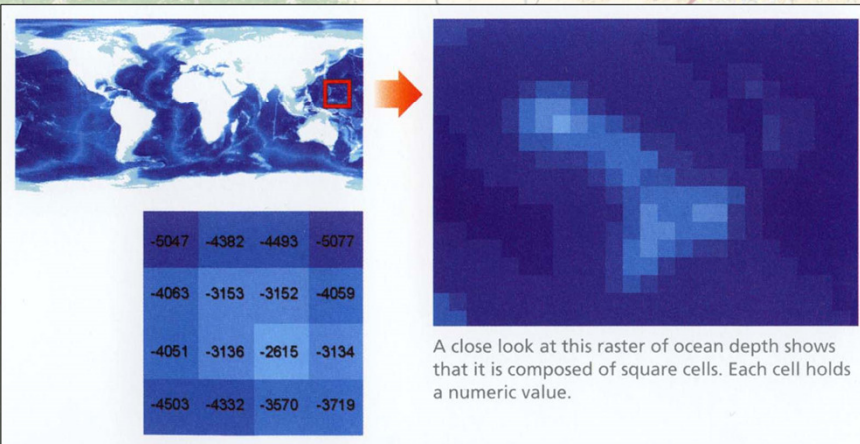 -5047 -4382 -4493 -5077
-4063 -3153 -3152 -4059
-4051 -3136 -2615 -3134
-4503 -4332 -3570 -3719
A close look at this raster of ocean depth shows
that it is composed of square cells. Each cell holds
a numeric value.